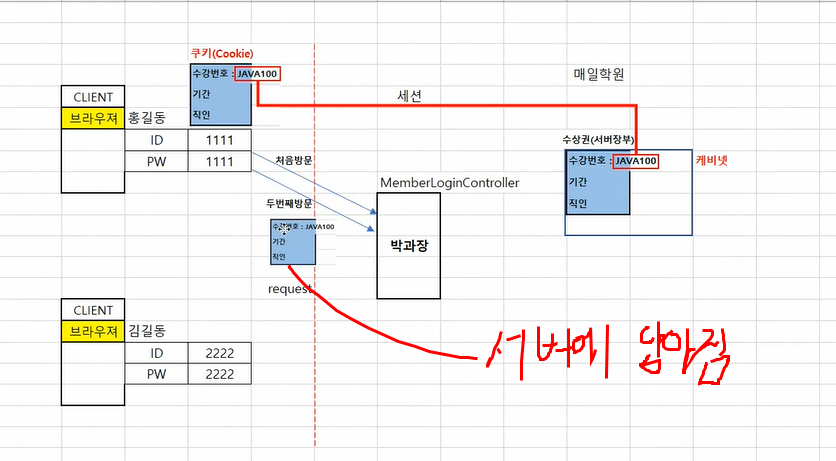 쿠키(Cookie)
수강번호 : JAVA100
기간
직인
매일학원
세션
CLIENT
브라우져 홍길동
ID 1111
PW 1111
처음방문
수상권(서버장부)
수강번호 : JAVA100
기간
직인
케비넷
MemberLoginController
두번째방문
수강번호 : JAVA100
기간
직인
박과장
request
CLIENT
브라우져 김길동
ID 2222
PW 2222
서버에 담아짐